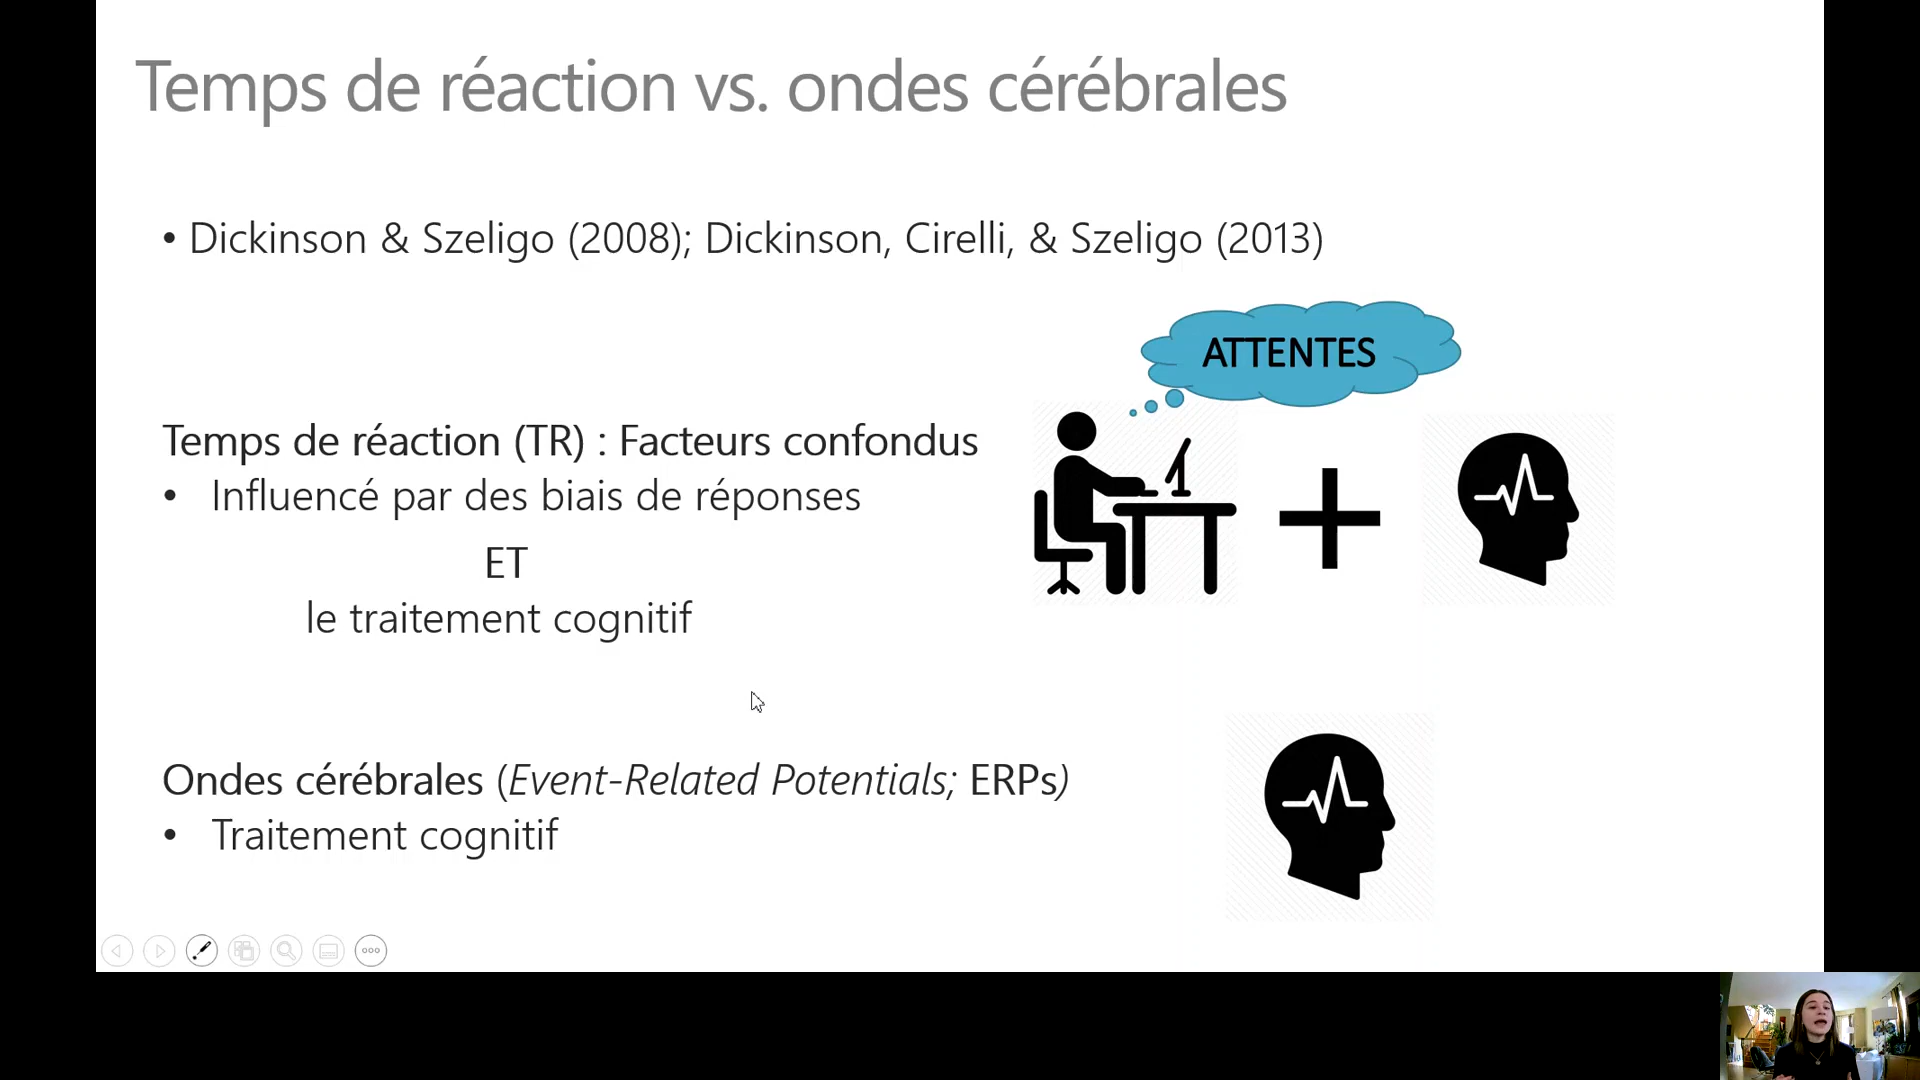 Temps de réaction vs. ondes cérébrales
• Dickinson & Szeligo (2008); Dickinson, Cirelli, & Szeligo (2013)
ATTENTES
Temps de réaction (TR) : Facteurs confondus
• Influencé par des biais de réponses
ET
le traitement cognitif
Ondes cérébrales (Event-Related Potentials; ERPs)
• Traitement cognitif